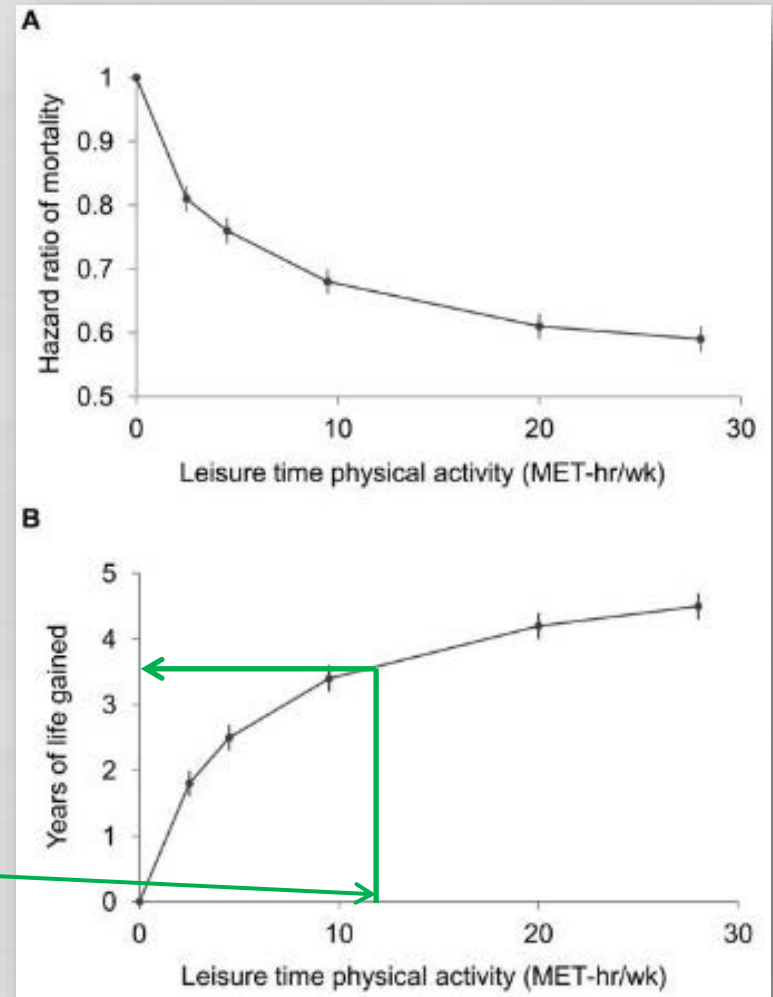 A
Hazard ratio of mortality
1
0.9
0.8
0.7
0.6
0.5
0 10 20 30
Leisure time physical activity (MET-hr/wk)
B
Years of life gained
5
4
3
2
1
0
0 10 20 30
Leisure time physical activity (MET-hr/wk)